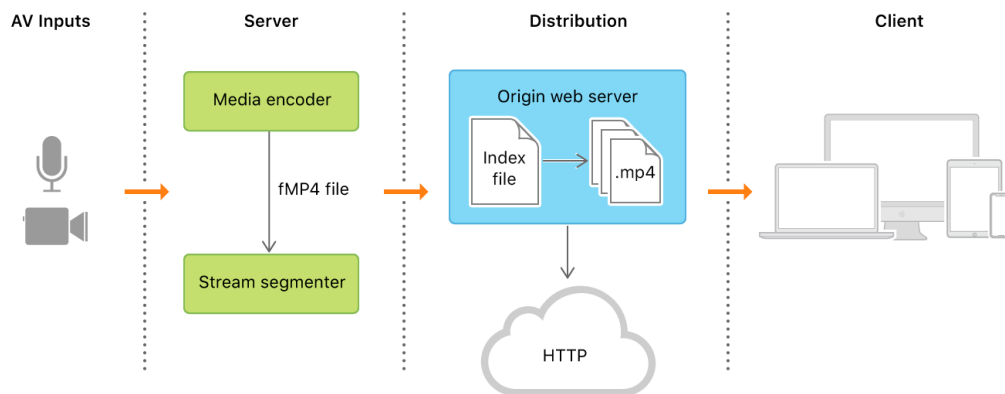 AV Inputs
Server
Distribution
Client
Media encoder
fMP4 file
Stream segmenter
Origin web server
Index
file
.mp4
HTTP